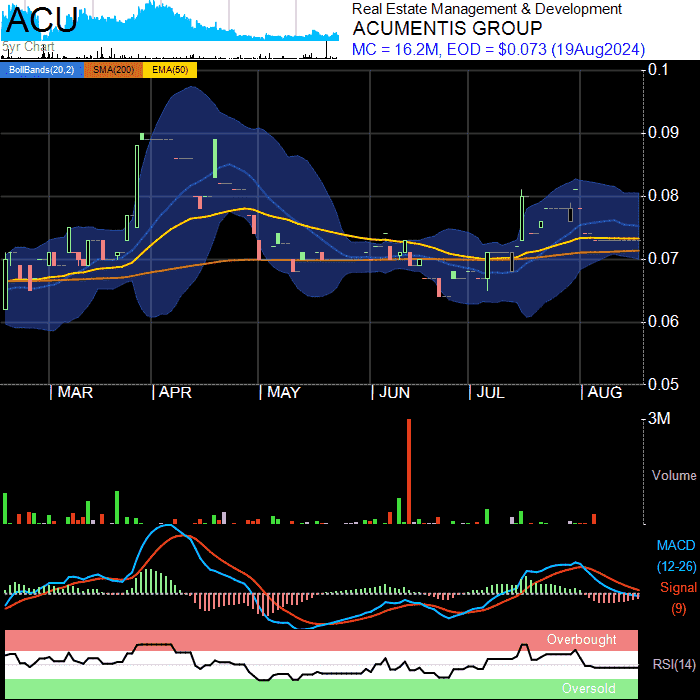 ACU
5yr Chart
Real Estate Management & Development
ACUMENTIS GROUP
MC = 16.2M, EOD = $0.073 (19Aug2024)
BollBands(20,2) SMA(200) EMA(50)
0.1
0.09
0.08
0.07
0.06
0.05
MAR APR MAY JUN JUL AUG
3M
Volume
MACD
(12-26)
Signal
(9)
Overbought
RSI(14)
Oversold